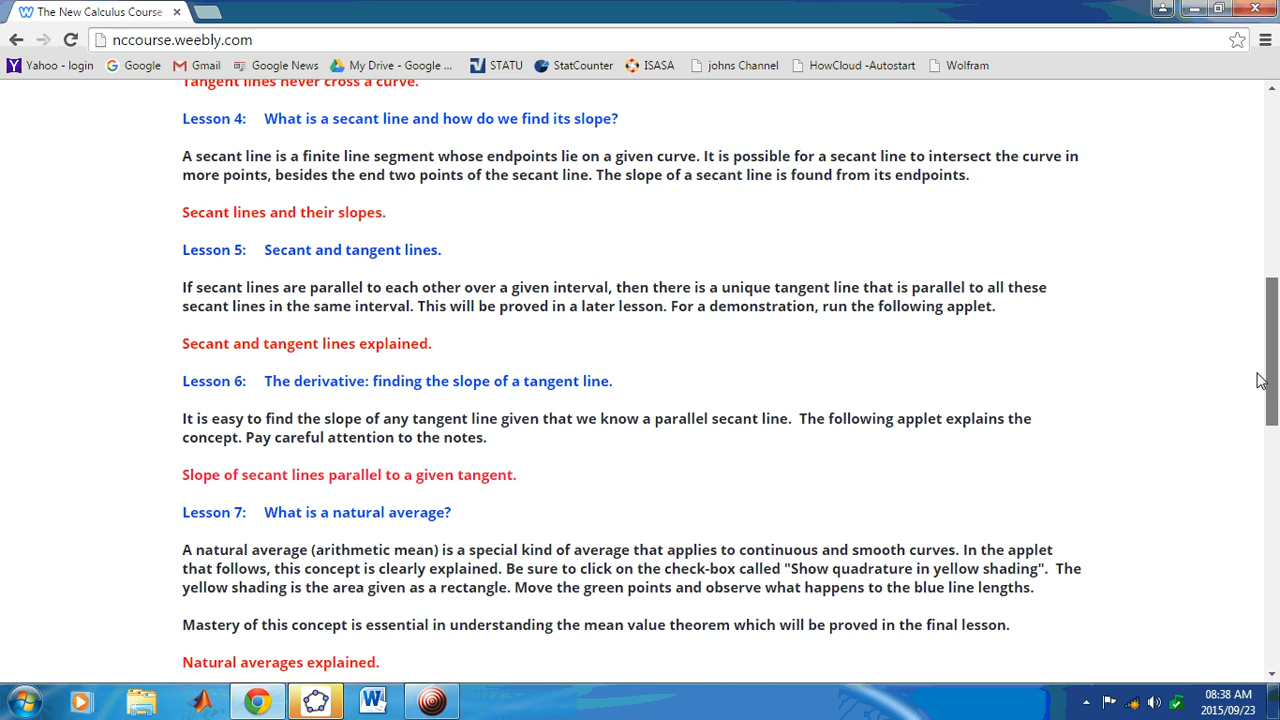 The New Calculus Course
nccourse.weebly.com
Yahoo - login
Google
Gmail
Google News
My Drive - Google ...
STATU
StatCounter
ISASA
johns Channel
HowCloud -Autostart
Wolfram
Tangent lines never cross a curve.
Lesson 4: What is a secant line and how do we find its slope?
A secant line is a finite line segment whose endpoints lie on a given curve. It is possible for a secant line to intersect the curve in
more points, besides the end two points of the secant line. The slope of a secant line is found from its endpoints.
Secant lines and their slopes.
Lesson 5: Secant and tangent lines.
If secant lines are parallel to each other over a given interval, then there is a unique tangent line that is parallel to all these
secant lines in the same interval. This will be proved in a later lesson. For a demonstration, run the following applet.
Secant and tangent lines explained.
Lesson 6: The derivative: finding the slope of a tangent line.
It is easy to find the slope of any tangent line given that we know a parallel secant line. The following applet explains the
concept. Pay careful attention to the notes.
Slope of secant lines parallel to a given tangent.
Lesson 7: What is a natural average?
A natural average (arithmetic mean) is a special kind of average that applies to continuous and smooth curves. In the applet
that follows, this concept is clearly explained. Be sure to click on the check-box called "Show quadrature in yellow shading". The
yellow shading is the area given as a rectangle. Move the green points and observe what happens to the blue line lengths.
Mastery of this concept is essential in understanding the mean value theorem which will be proved in the final lesson.
Natural averages explained.
08:38 AM
2015/09/23